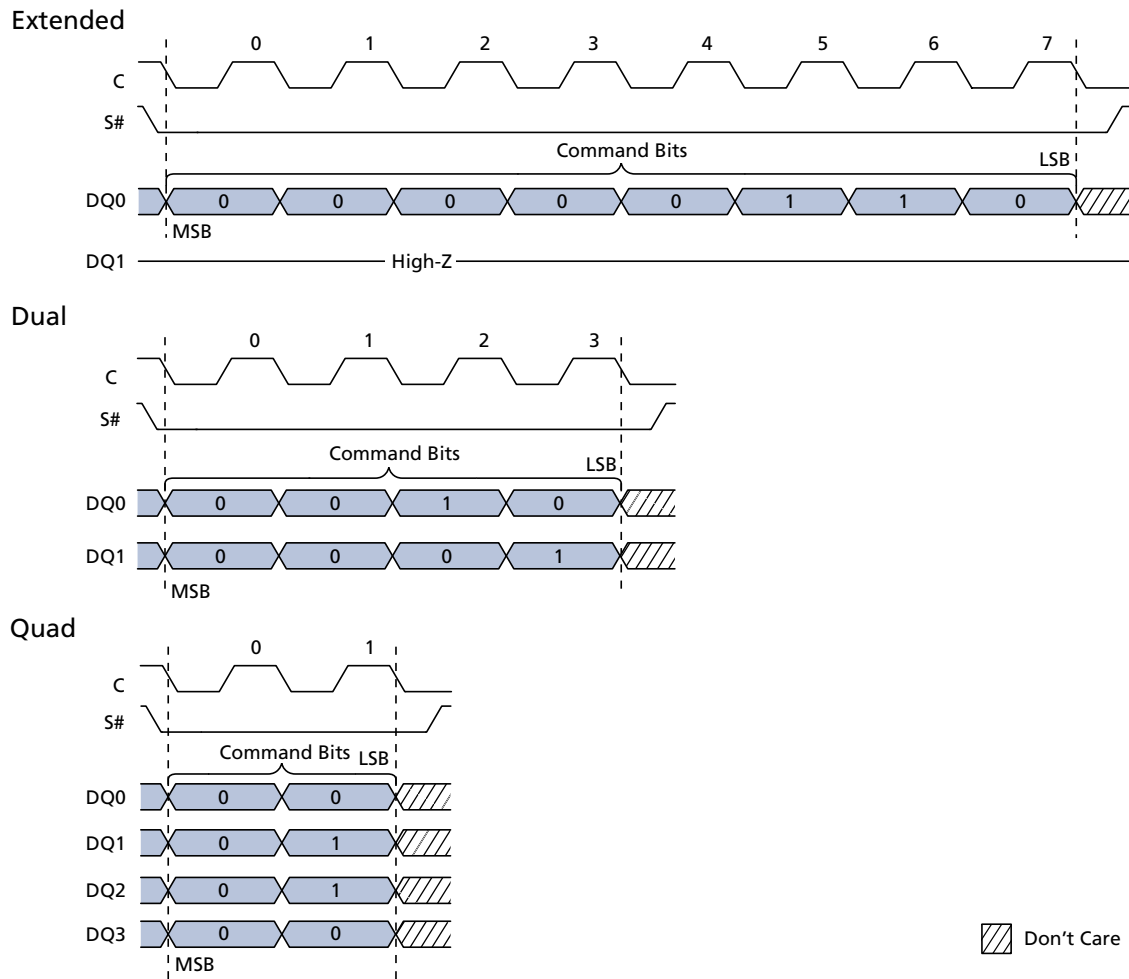 Extended
0 1 2 3 4 5 6 7
C
S#
Command Bits LSB
DQ0 0 0 0 0 0 1 1 0
MSB
DQ1 High-Z
Dual
0 1 2 3
C
S#
Command Bits LSB
DQ0 0 0 1 0
DQ1 0 0 0 1
MSB
Quad
0 1
C
S#
Command Bits LSB
DQ0 0 0
DQ1 0 1
DQ2 0 1
DQ3 0 0
MSB
Don't Care